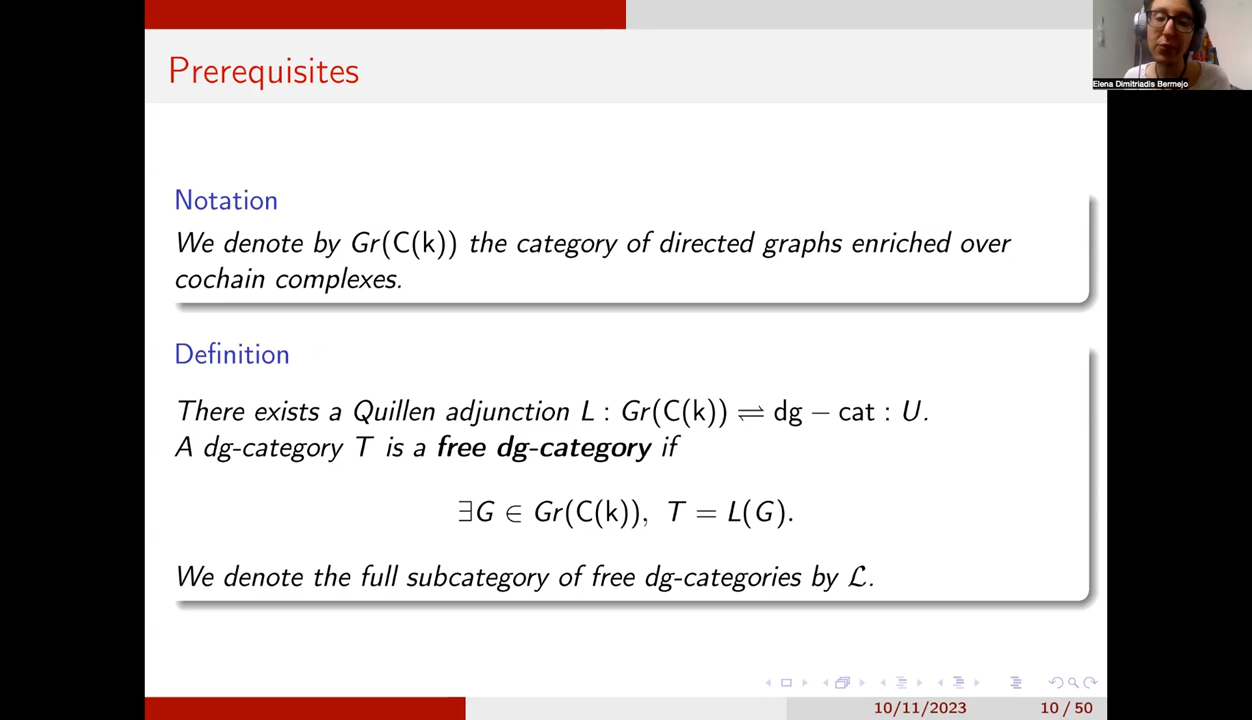 Prerequisites
Elena Dimitriadis Bermejo
Notation
We denote by Gr(C(k)) the category of directed graphs enriched over
cochain complexes.
Definition
There exists a Quillen adjunction L : Gr(C(k)) ⇌ dg − cat : U.
A dg-category T is a free dg-category if
∃G ∈ Gr(C(k)), T = L(G).
We denote the full subcategory of free dg-categories by ℒ.
10/11/2023 10 / 50